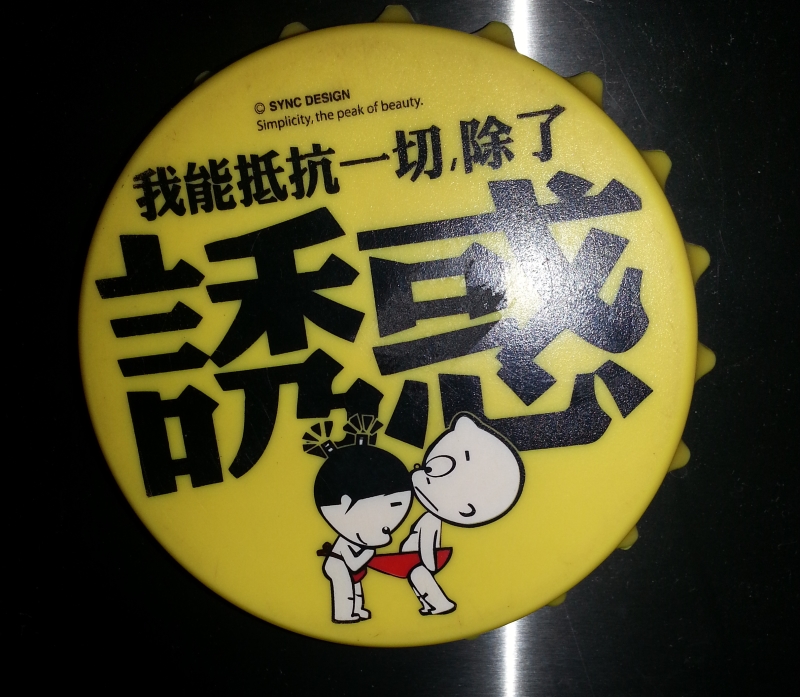 © SYNC DESIGN
Simplicity, the peak of beauty.
我能抵抗一切,除了
誘惑